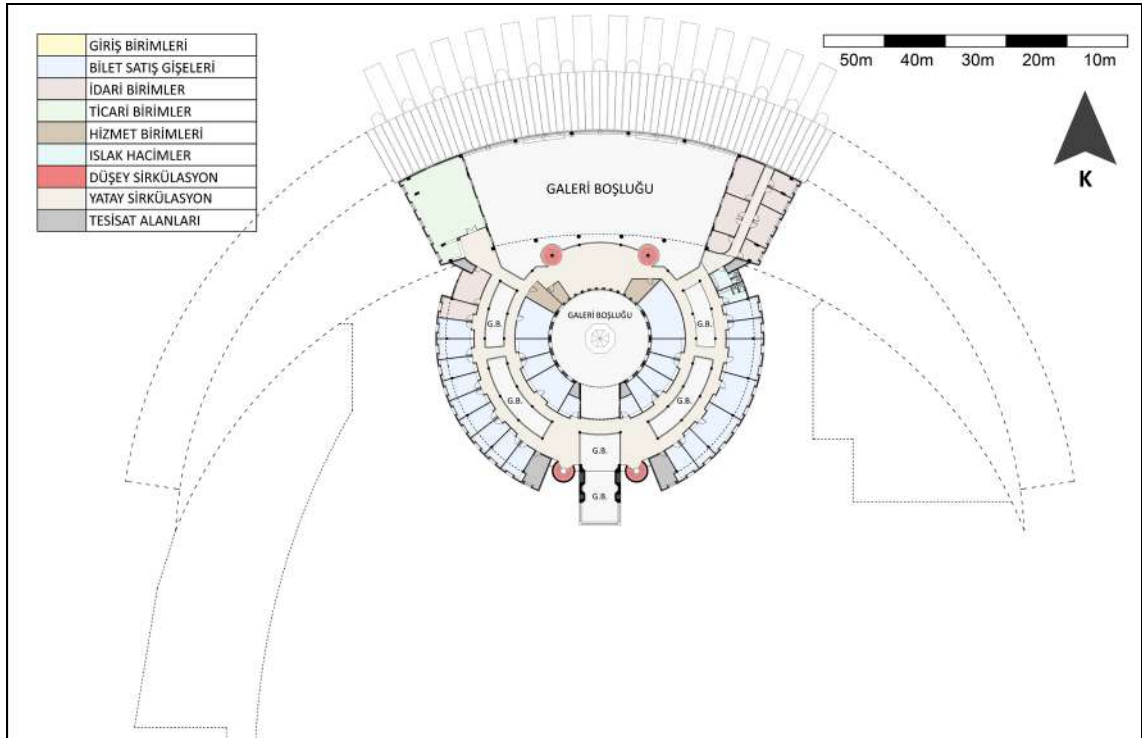 GİRİŞ BİRİMLERİ
BİLET SATIŞ GİŞELERİ
İDARİ BİRİMLER
TİCARİ BİRİMLER
HİZMET BİRİMLERİ
ISLAK HACİMLER
DÜŞEY SİRKÜLASYON
YATAY SİRKÜLASYON
TESİSAT ALANLARI
50m 40m 30m 20m 10m
K
GALERİ BOŞLUĞU
GALERİ BOŞLUĞU
G.B.
G.B.
G.B.
G.B.
G.B.
G.B.